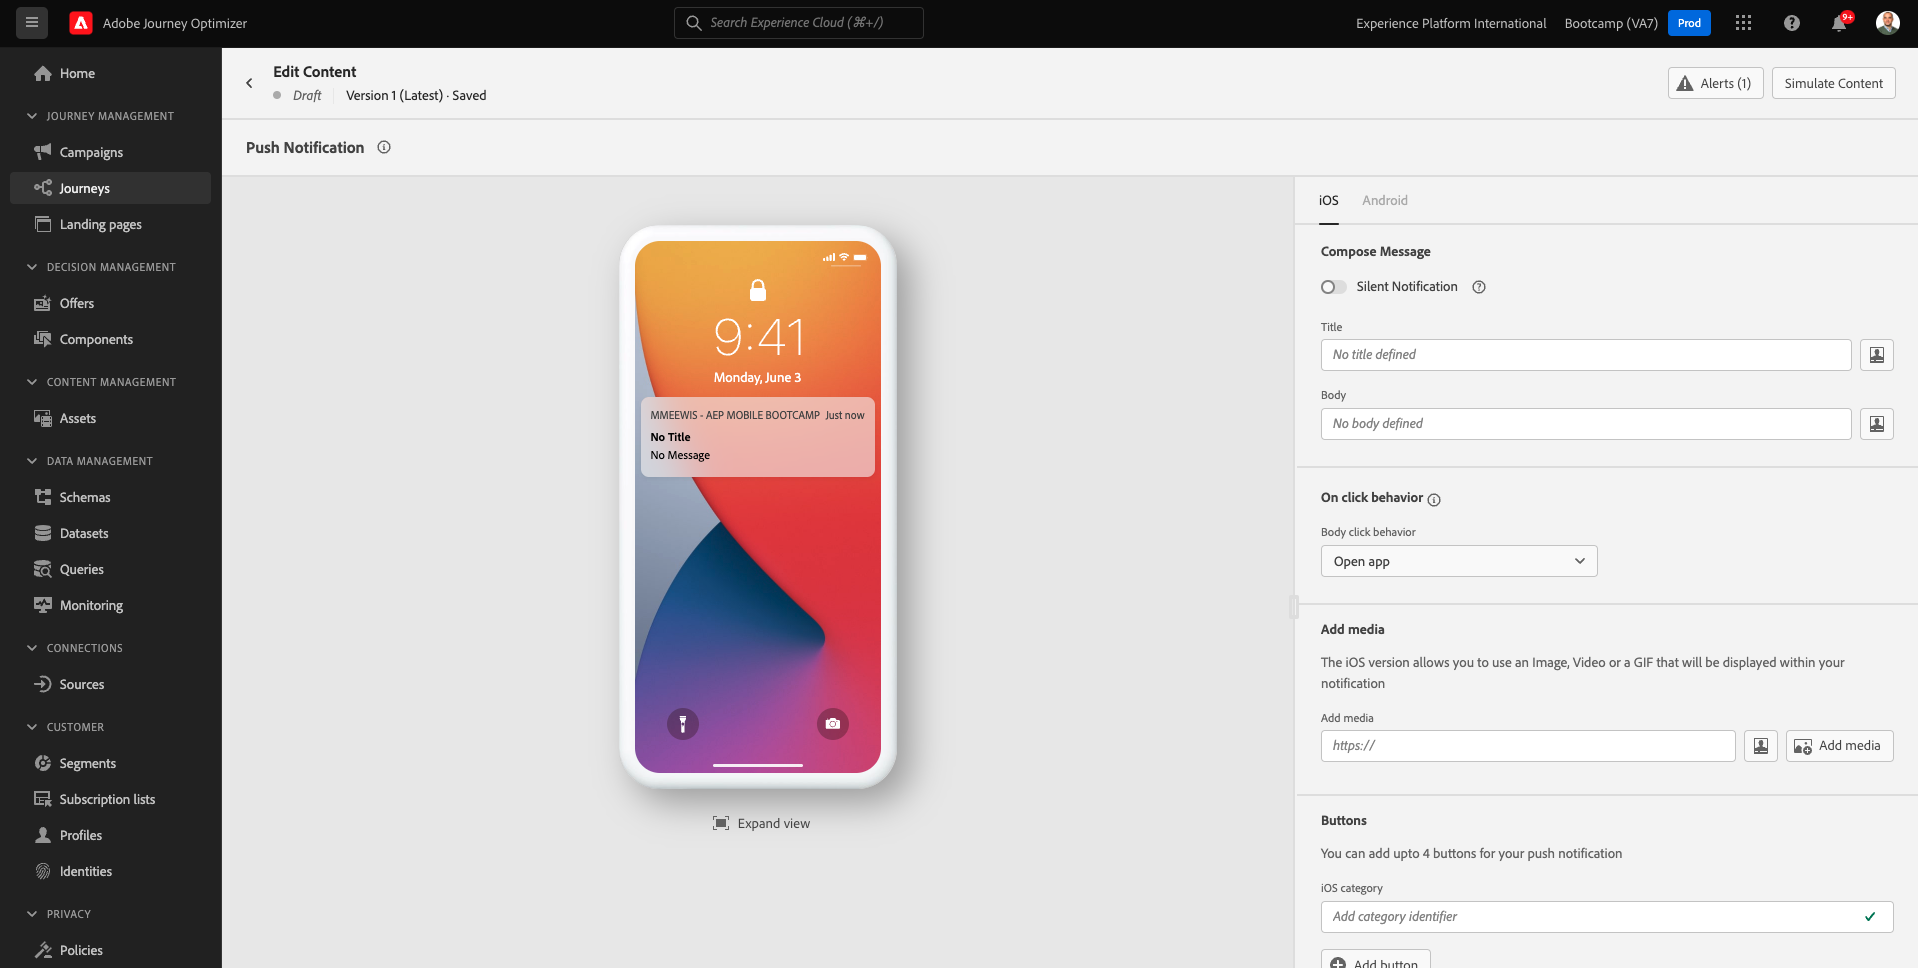 Adobe Journey Optimizer
Search Experience Cloud (⌘+/)
Experience Platform International
Bootcamp (VA7)
Prod
9+
Home
JOURNEY MANAGEMENT
Campaigns
Journeys
Landing pages
DECISION MANAGEMENT
Offers
Components
CONTENT MANAGEMENT
Assets
DATA MANAGEMENT
Schemas
Datasets
Queries
Monitoring
CONNECTIONS
Sources
CUSTOMER
Segments
Subscription lists
Profiles
Identities
PRIVACY
Policies
Edit Content
Draft
Version 1 (Latest) · Saved
Alerts (1)
Simulate Content
Push Notification
9:41
Monday, June 3
MMEEWIS - AEP MOBILE BOOTCAMP Just now
No Title
No Message
Expand view
iOS
Android
Compose Message
Silent Notification
Title
No title defined
Body
No body defined
On click behavior
Body click behavior
Open app
Add media
The iOS version allows you to use an Image, Video or a GIF that will be displayed within your
notification
Add media
https://
Add media
Buttons
You can add upto 4 buttons for your push notification
iOS category
Add category identifier
Add button